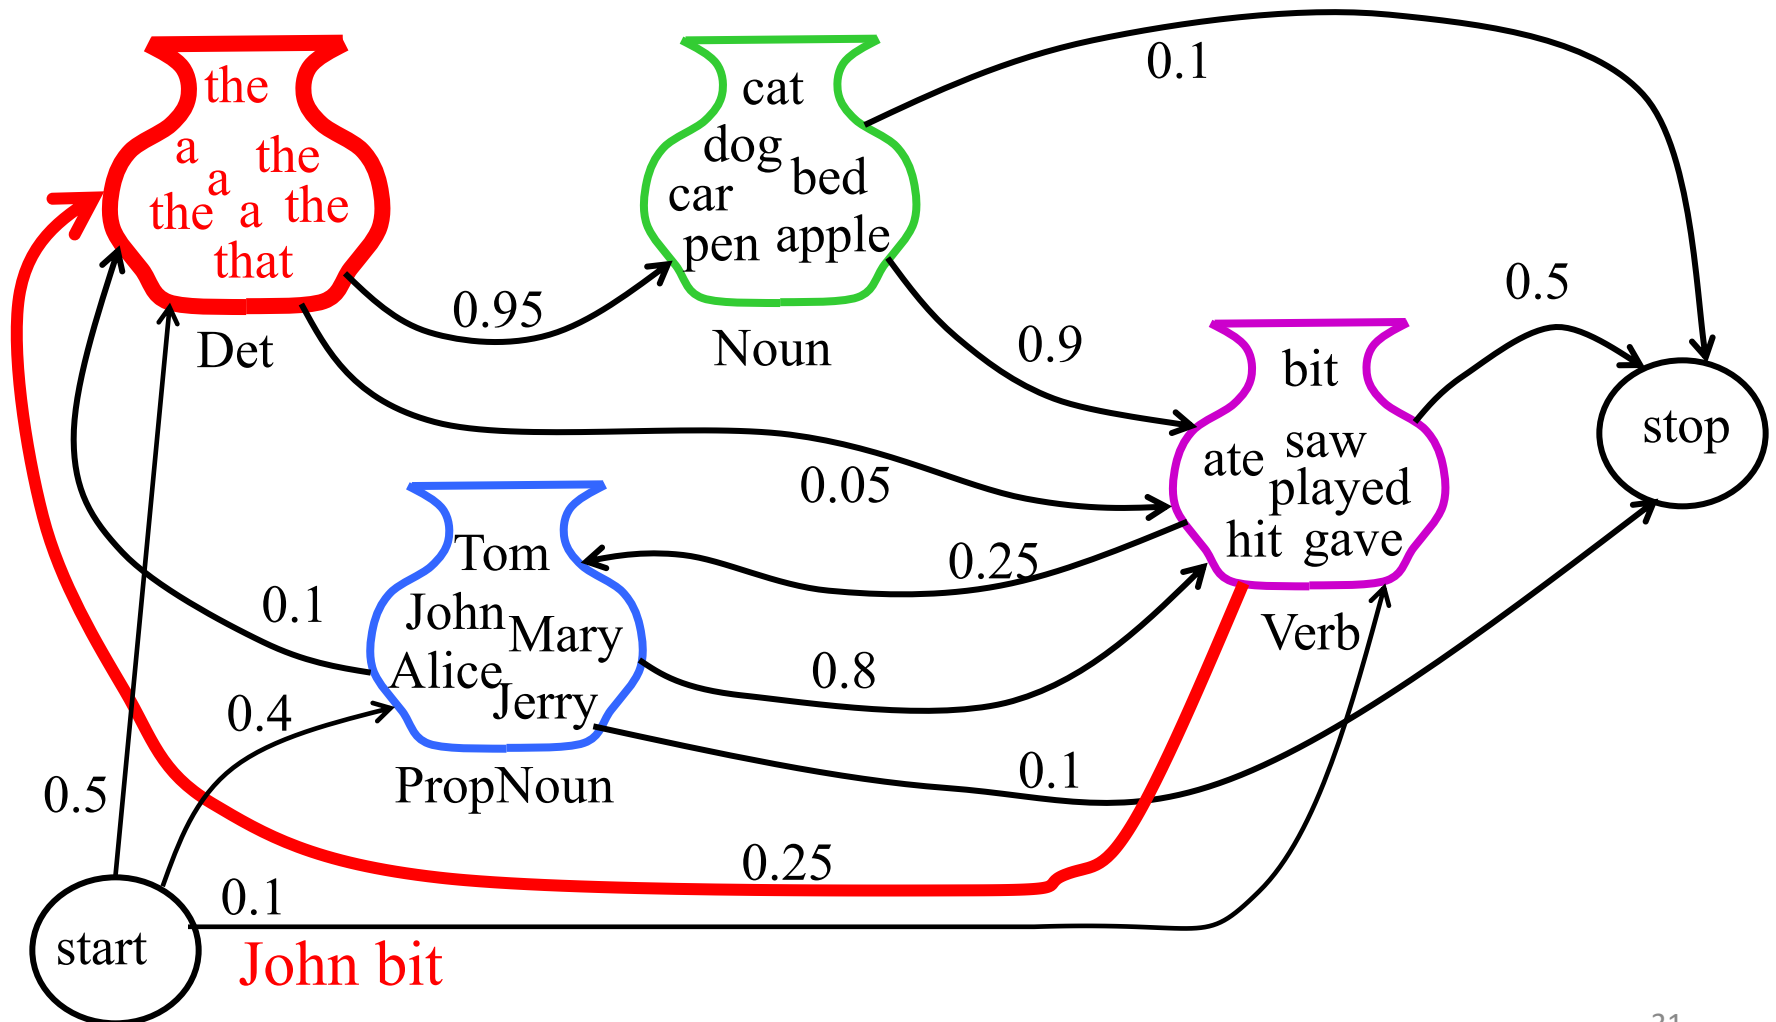 the
a
the
a
the
a
the
that
Det
cat
dog
bed
car
pen
apple
Noun
0.1
0.95
0.9
0.5
bit
saw
ate
played
hit
gave
Verb
stop
0.05
0.25
Tom
John
Mary
Alice
Jerry
PropNoun
0.1
0.8
0.4
0.1
0.5
0.25
0.1
start
John bit
31